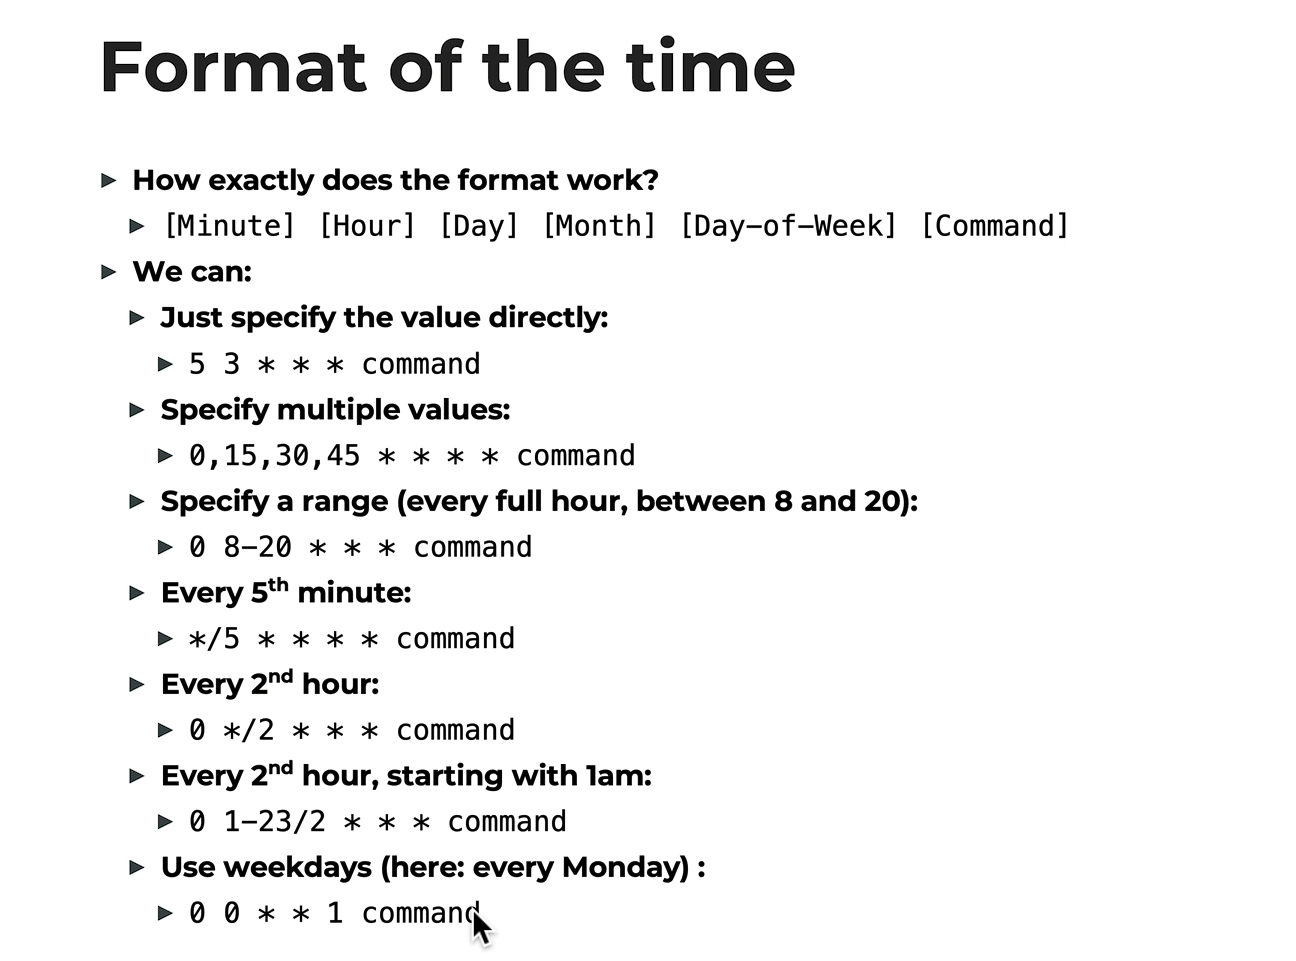 Format of the time
▶ How exactly does the format work?
▶ [Minute] [Hour] [Day] [Month] [Day-of-Week] [Command]
▶ We can:
▶ Just specify the value directly:
▶ 5 3 * * * command
▶ Specify multiple values:
▶ 0,15,30,45 * * * * command
▶ Specify a range (every full hour, between 8 and 20):
▶ 0 8-20 * * * command
▶ Every 5th minute:
▶ */5 * * * * command
▶ Every 2nd hour:
▶ 0 */2 * * * command
▶ Every 2nd hour, starting with 1am:
▶ 0 1-23/2 * * * command
▶ Use weekdays (here: every Monday) :
▶ 0 0 * * 1 command